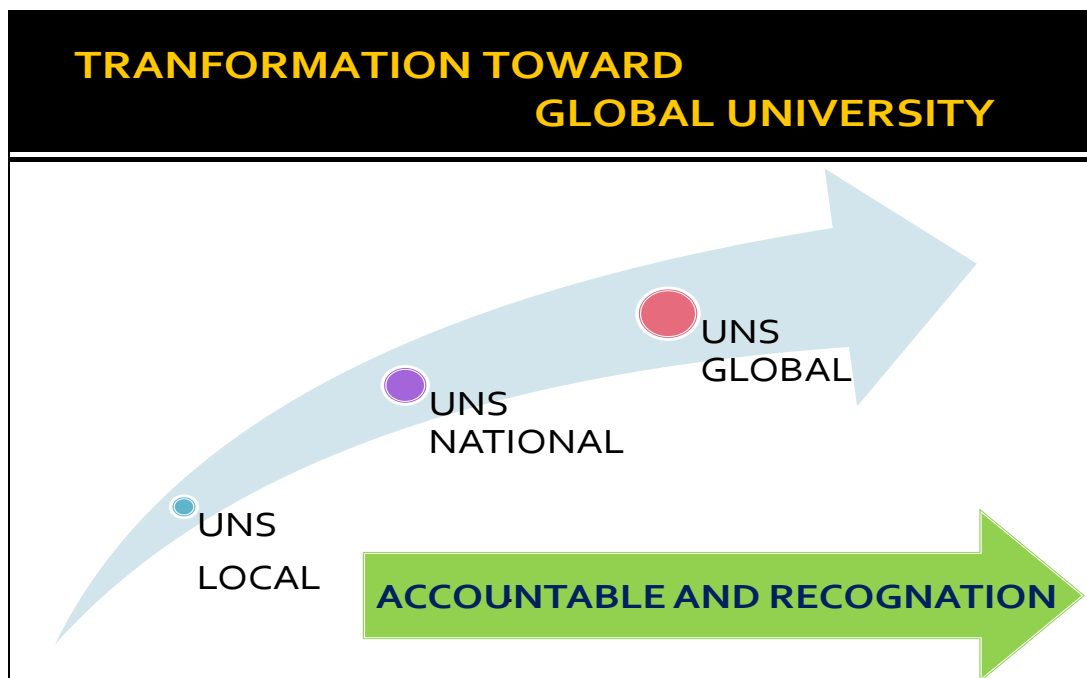 TRANFORMATION TOWARD
GLOBAL UNIVERSITY
UNS
GLOBAL
UNS
NATIONAL
UNS
LOCAL
ACCOUNTABLE AND RECOGNATION